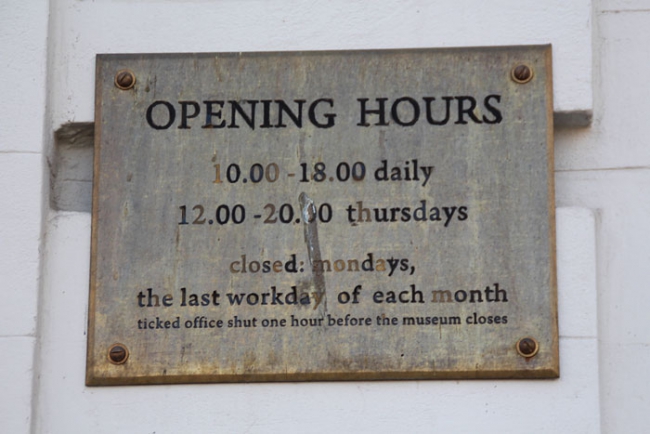 OPENING HOURS
10.00 - 18.00 daily
12.00 - 20.00 thursdays
closed: mondays,
the last workday of each month
ticked office shut one hour before the museum closes